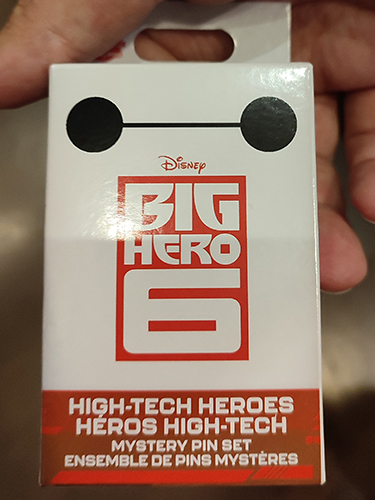 Disney
BIG
HERO
6
HIGH-TECH HEROES
HÉROS HIGH-TECH
MYSTERY PIN SET
ENSEMBLE DE PINS MYSTÈRES